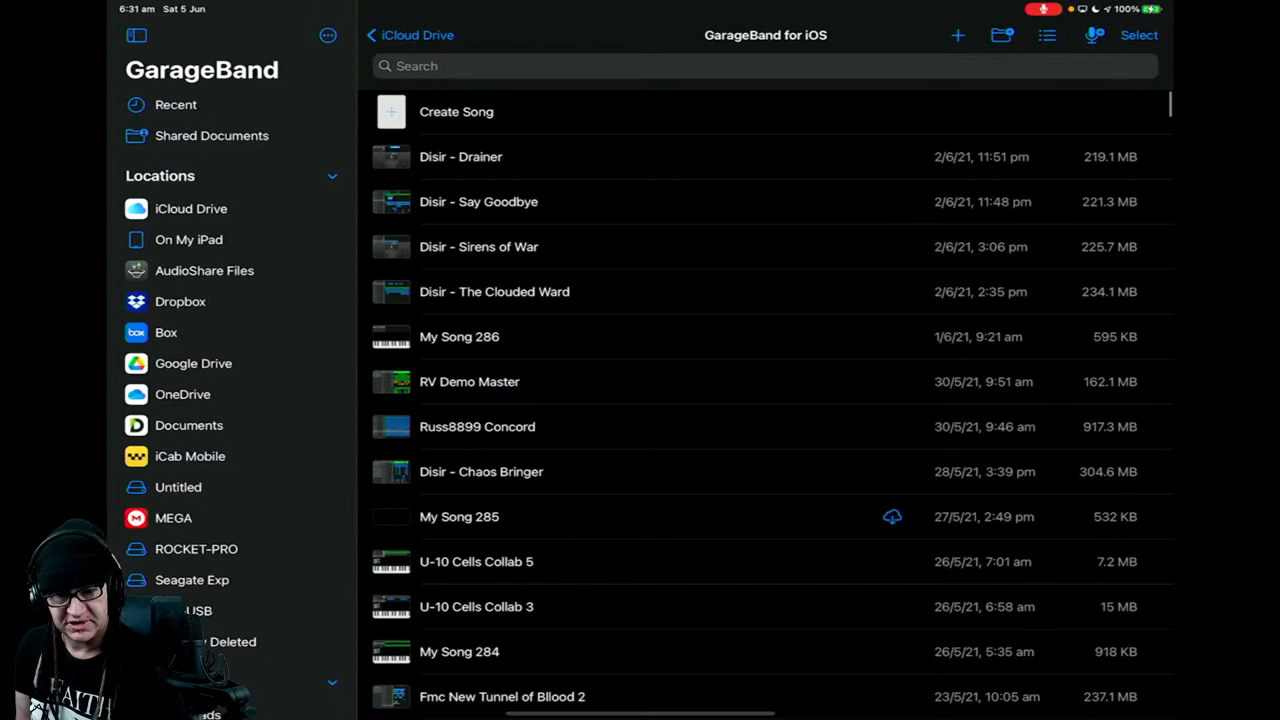 6:31 am Sat 5 Jun 100%
GarageBand
Recent
Shared Documents
Locations
iCloud Drive
On My iPad
AudioShare Files
Dropbox
box Box
Google Drive
OneDrive
Documents
iCab Mobile
Untitled
MEGA
ROCKET-PRO
Seagate Exp
USB
Deleted
iCloud Drive GarageBand for iOS Select
Search
Create Song
Disir - Drainer 2/6/21, 11:51 pm 219.1 MB
Disir - Say Goodbye 2/6/21, 11:48 pm 221.3 MB
Disir - Sirens of War 2/6/21, 3:06 pm 225.7 MB
Disir - The Clouded Ward 2/6/21, 2:35 pm 234.1 MB
My Song 286 1/6/21, 9:21 am 595 KB
RV Demo Master 30/5/21, 9:51 am 162.1 MB
Russ8899 Concord 30/5/21, 9:46 am 917.3 MB
Disir - Chaos Bringer 28/5/21, 3:39 pm 304.6 MB
My Song 285 27/5/21, 2:49 pm 532 KB
U-10 Cells Collab 5 26/5/21, 7:01 am 7.2 MB
U-10 Cells Collab 3 26/5/21, 6:58 am 15 MB
My Song 284 26/5/21, 5:35 am 918 KB
Fmc New Tunnel of Bllood 2 23/5/21, 10:05 am 237.1 MB
FAITH